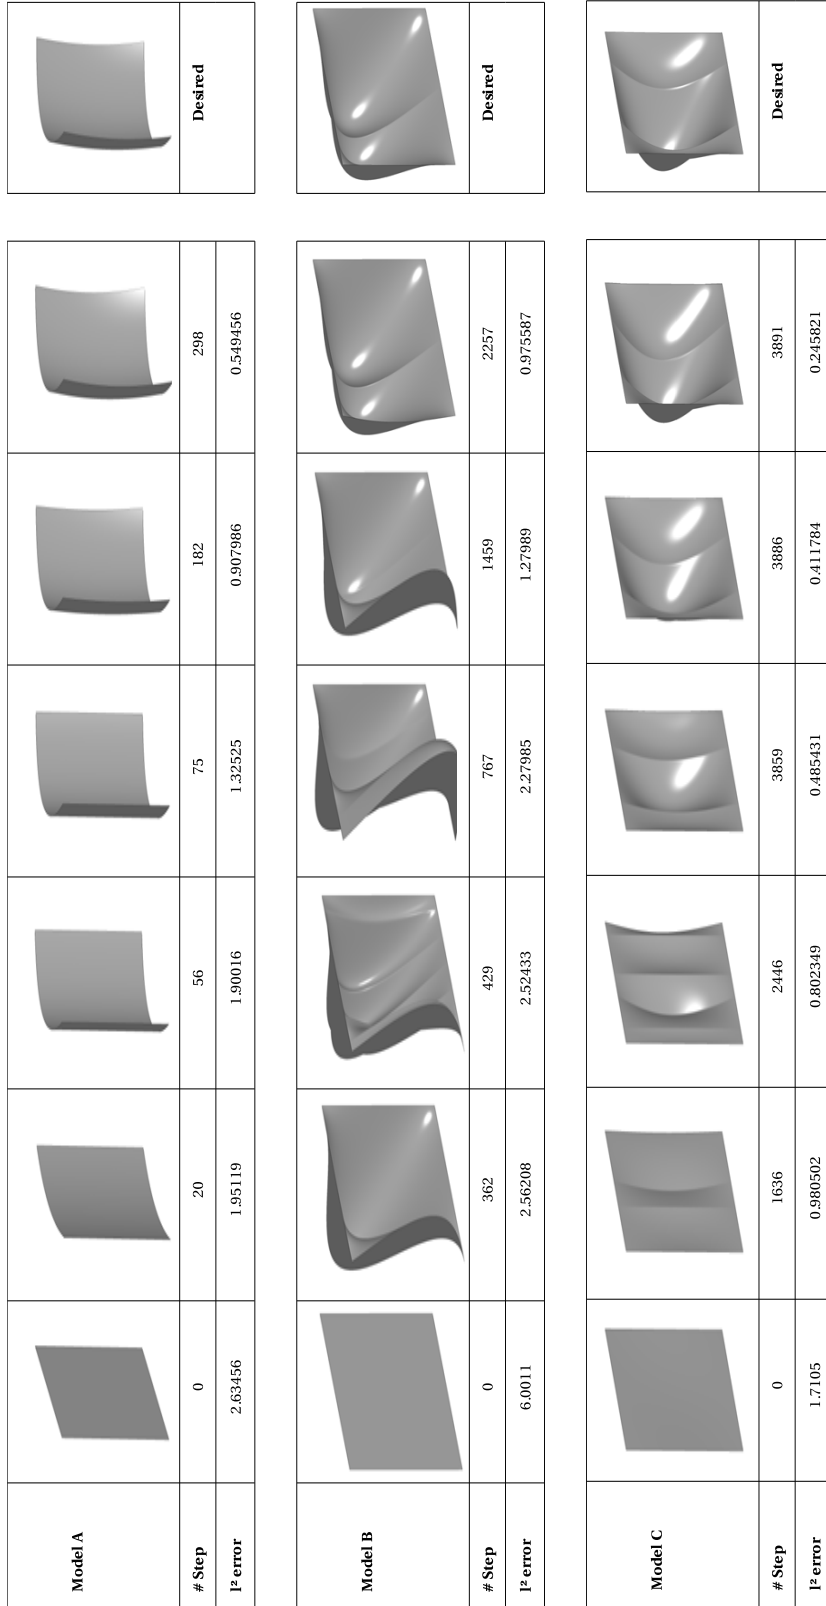 Model A
# Step 0 20 56 75 182 298 Desired
l² error 2.63456 1.95119 1.90016 1.32525 0.907986 0.549456
Model B
# Step 0 362 429 767 1459 2257 Desired
l² error 6.0011 2.56208 2.52433 2.27985 1.27989 0.975587
Model C
# Step 0 1636 2446 3859 3886 3891 Desired
l² error 1.7105 0.980502 0.802349 0.485431 0.411784 0.245821